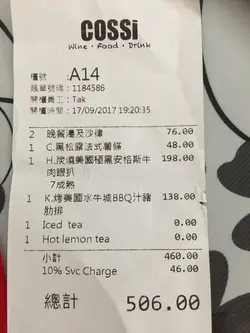 COSSi
Wine · Food · Drink
檯號 :A14
賬單號碼 :1184586
開檯員工 :Tak
開檯時間 :17/09/2017 19:20:35
2 晚餐湯及沙律 76.00
1 C.黑松露法式薯條 48.00
1 H.炭燒美國極黑安格斯牛 198.00
肉眼扒
7成熟
1 K.烤美國水牛城BBQ汁豬 138.00
肋排
1 Iced tea 0.00
1 Hot lemon tea 0.00
小計 460.00
10% Svc Charge 46.00
總計 506.00